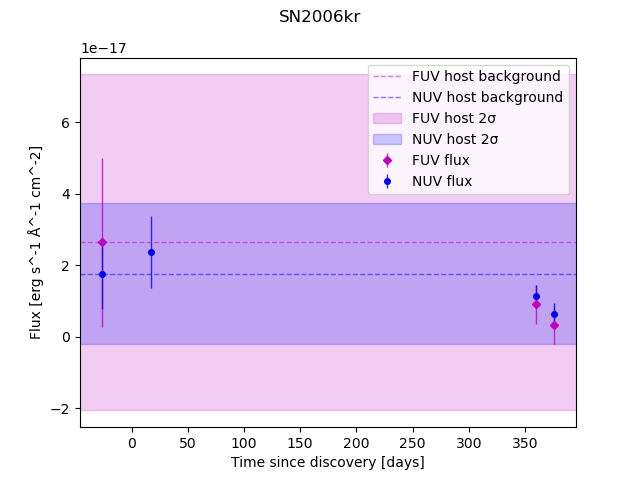 SN2006kr
1e−17
FUV host background
NUV host background
FUV host 2σ
NUV host 2σ
FUV flux
NUV flux
6
4
2
0
−2
Flux [erg s^-1 Å^-1 cm^-2]
0 50 100 150 200 250 300 350
Time since discovery [days]